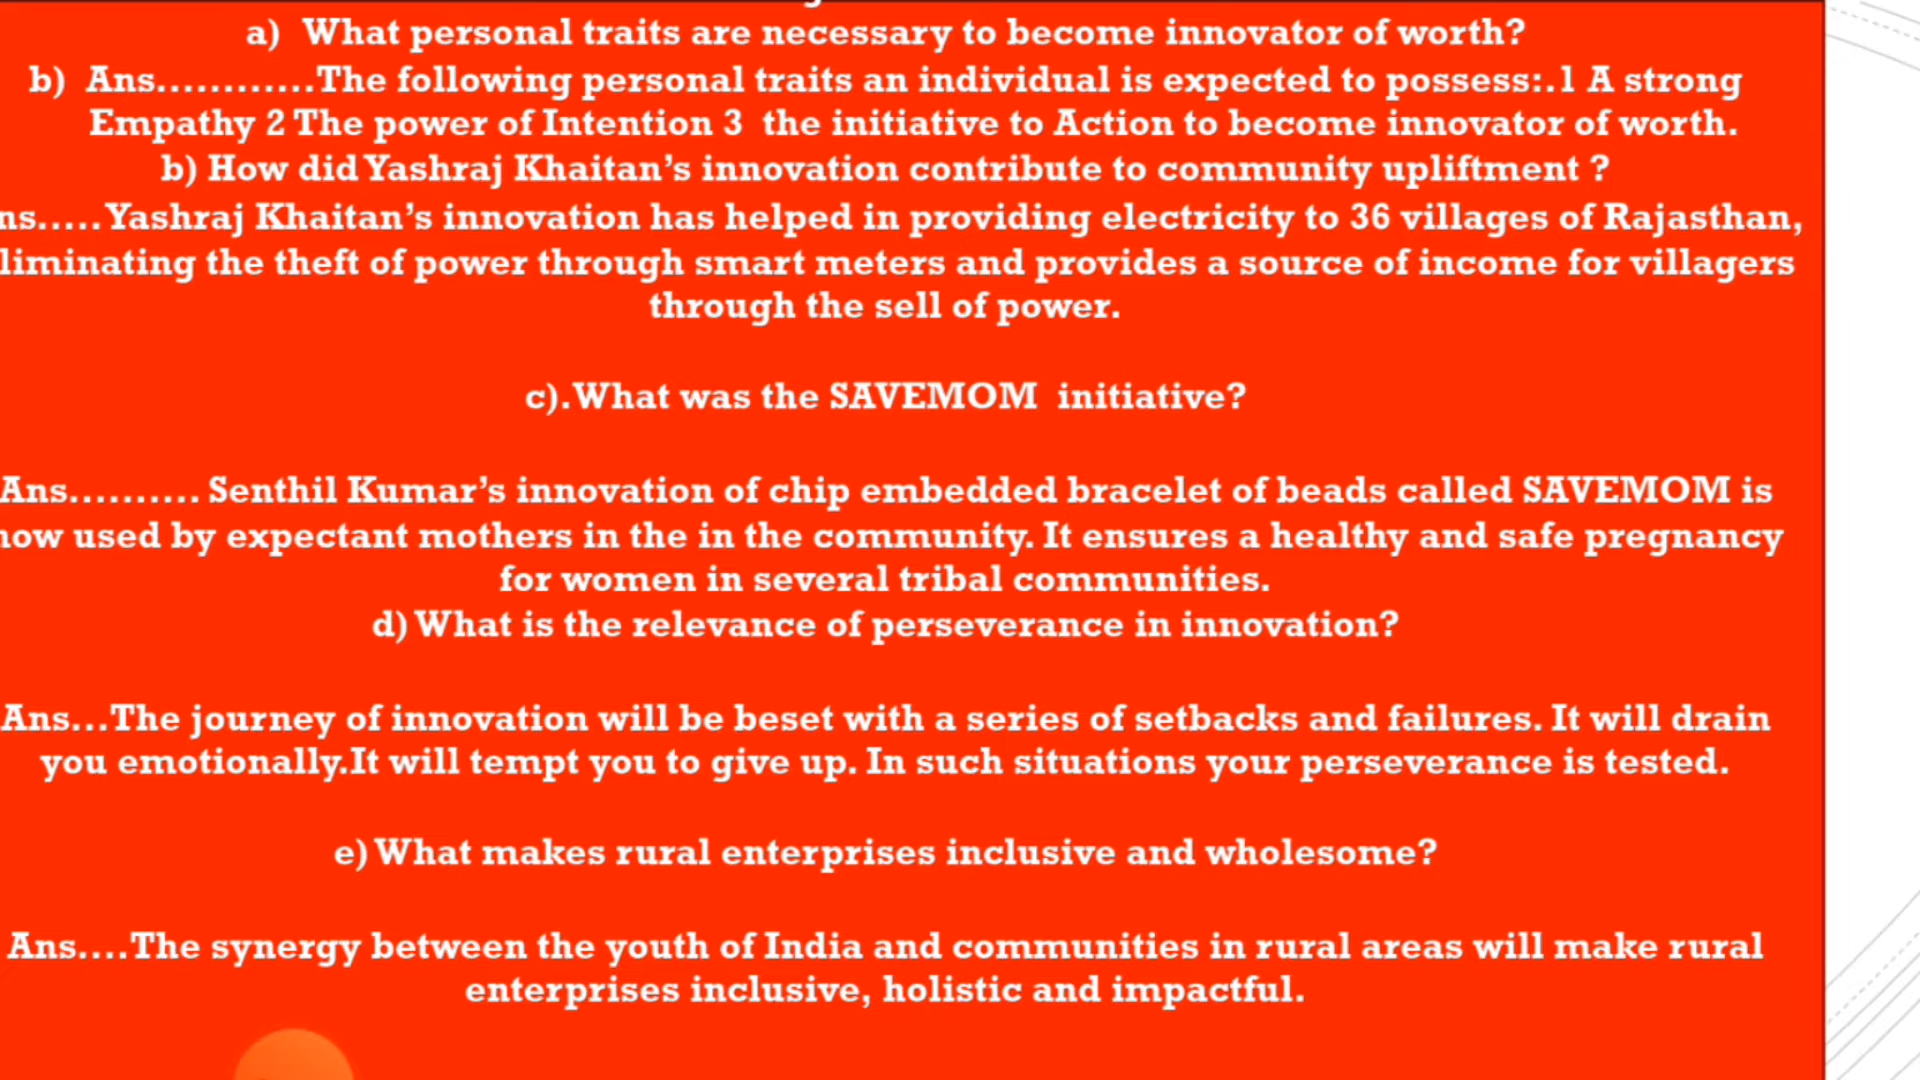 a) What personal traits are necessary to become innovator of worth?
b) Ans............The following personal traits an individual is expected to possess:.1 A strong
Empathy 2 The power of Intention 3 the initiative to Action to become innovator of worth.
b) How did Yashraj Khaitan’s innovation contribute to community upliftment ?
ns.....Yashraj Khaitan’s innovation has helped in providing electricity to 36 villages of Rajasthan,
liminating the theft of power through smart meters and provides a source of income for villagers
through the sell of power.
c).What was the SAVEMOM initiative?
Ans.......... Senthil Kumar’s innovation of chip embedded bracelet of beads called SAVEMOM is
now used by expectant mothers in the in the community. It ensures a healthy and safe pregnancy
for women in several tribal communities.
d) What is the relevance of perseverance in innovation?
Ans...The journey of innovation will be beset with a series of setbacks and failures. It will drain
you emotionally.It will tempt you to give up. In such situations your perseverance is tested.
e) What makes rural enterprises inclusive and wholesome?
Ans....The synergy between the youth of India and communities in rural areas will make rural
enterprises inclusive, holistic and impactful.